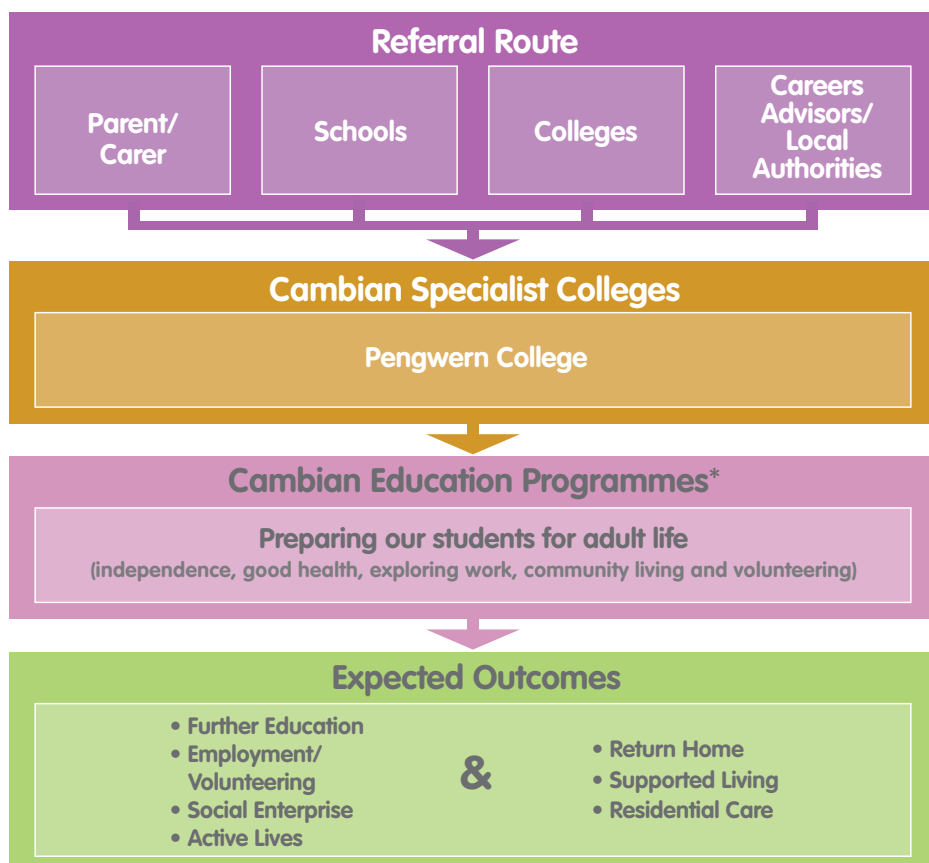 Referral Route
Parent/
Carer
Schools
Colleges
Careers
Advisors/
Local
Authorities
Cambian Specialist Colleges
Pengwern College
Cambian Education Programmes*
Preparing our students for adult life
(independence, good health, exploring work, community living and volunteering)
Expected Outcomes
• Further Education
• Employment/
Volunteering
• Social Enterprise
• Active Lives
&
• Return Home
• Supported Living
• Residential Care